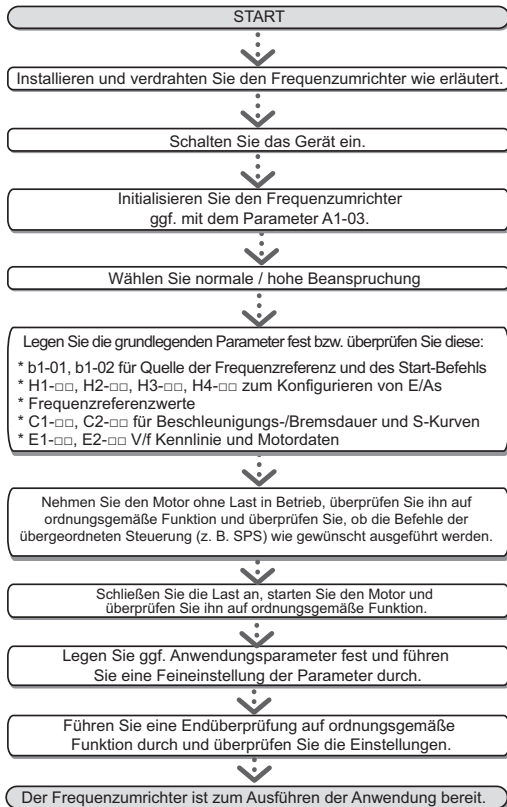 START
Installieren und verdrahten Sie den Frequenzumrichter wie erläutert.
Schalten Sie das Gerät ein.
Initialisieren Sie den Frequenzumrichter
ggf. mit dem Parameter A1-03.
Wählen Sie normale / hohe Beanspruchung
Legen Sie die grundlegenden Parameter fest bzw. überprüfen Sie diese:
* b1-01, b1-02 für Quelle der Frequenzreferenz und des Start-Befehls
* H1-□□, H2-□□, H3-□□, H4-□□ zum Konfigurieren von E/As
* Frequenzreferenzwerte
* C1-□□, C2-□□ für Beschleunigungs-/Bremsdauer und S-Kurven
* E1-□□, E2-□□ V/f Kennlinie und Motordaten
Nehmen Sie den Motor ohne Last in Betrieb, überprüfen Sie ihn auf
ordnungsgemäße Funktion und überprüfen Sie, ob die Befehle der
übergeordneten Steuerung (z. B. SPS) wie gewünscht ausgeführt werden.
Schließen Sie die Last an, starten Sie den Motor und
überprüfen Sie ihn auf ordnungsgemäße Funktion.
Legen Sie ggf. Anwendungsparameter fest und führen
Sie eine Feineinstellung der Parameter durch.
Führen Sie eine Endüberprüfung auf ordnungsgemäße
Funktion durch und überprüfen Sie die Einstellungen.
Der Frequenzumrichter ist zum Ausführen der Anwendung bereit.